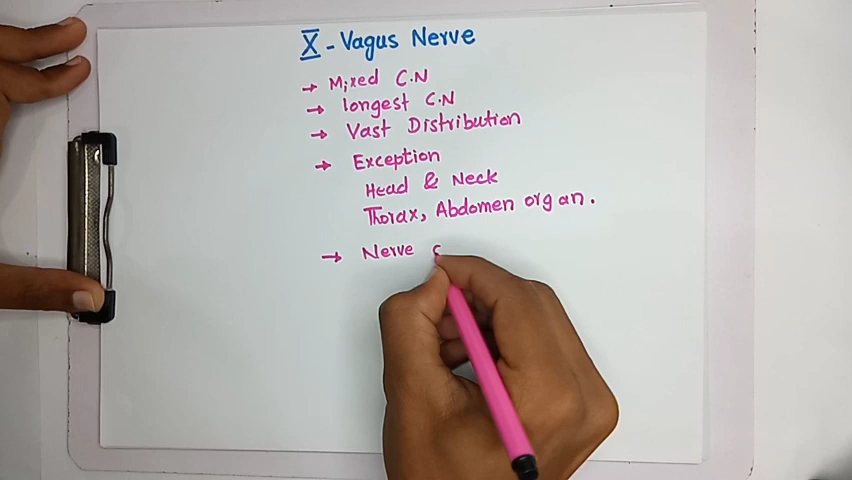 X - Vagus Nerve
→ Mixed C.N
→ longest C.N
→ Vast Distribution
→ Exception
Head & Neck
Thorax, Abdomen organ.
→ Nerve